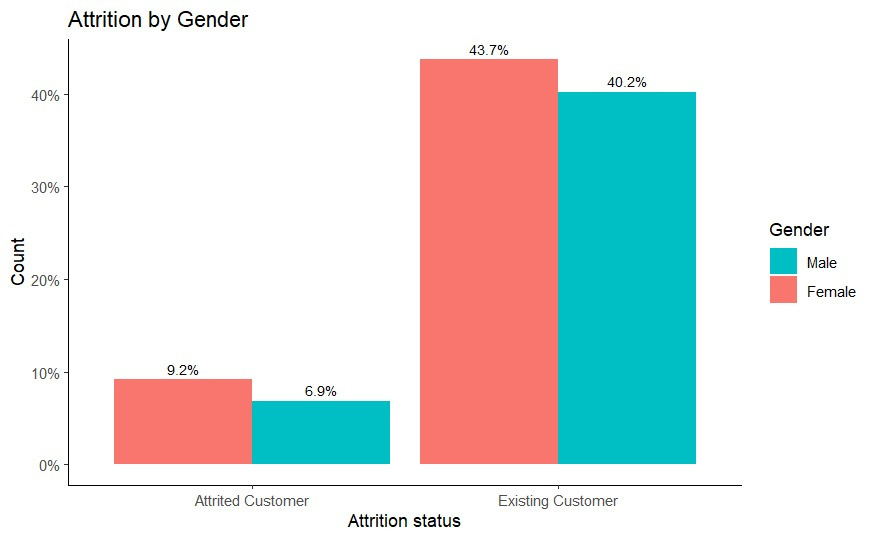 Attrition by Gender
43.7%
40.2%
9.2%
6.9%
40%
30%
20%
10%
0%
Count
Attrited Customer
Existing Customer
Attrition status
Gender
Male
Female